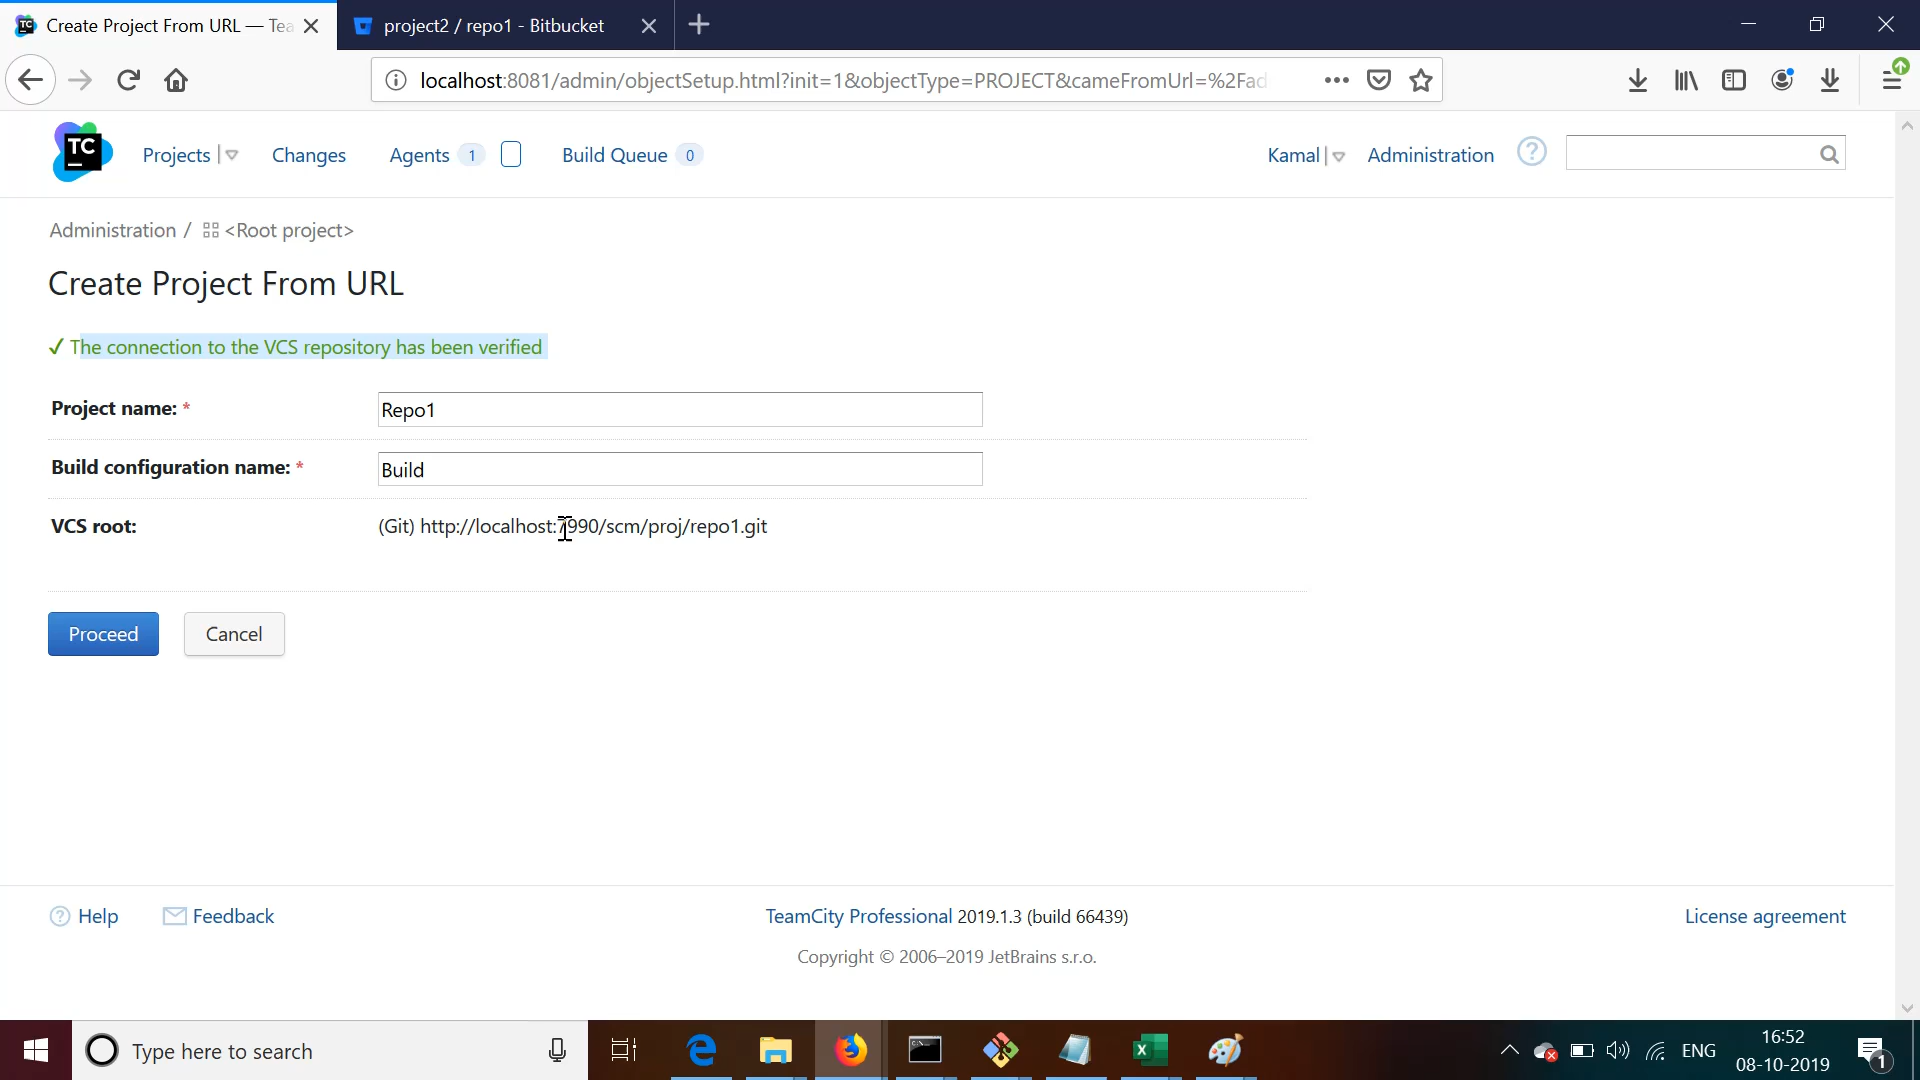 Create Project From URL — Tea
project2 / repo1 - Bitbucket
localhost:8081/admin/objectSetup.html?init=1&objectType=PROJECT&cameFromUrl=%2Fad
TC
Projects
Changes
Agents 1
Build Queue 0
Kamal
Administration
Administration / <Root project>
Create Project From URL
✓ The connection to the VCS repository has been verified
Project name: * Repo1
Build configuration name: * Build
VCS root: (Git) http://localhost:7990/scm/proj/repo1.git
Proceed
Cancel
Help
Feedback
TeamCity Professional 2019.1.3 (build 66439)
License agreement
Copyright © 2006–2019 JetBrains s.r.o.
Type here to search
ENG
16:52
08-10-2019
1